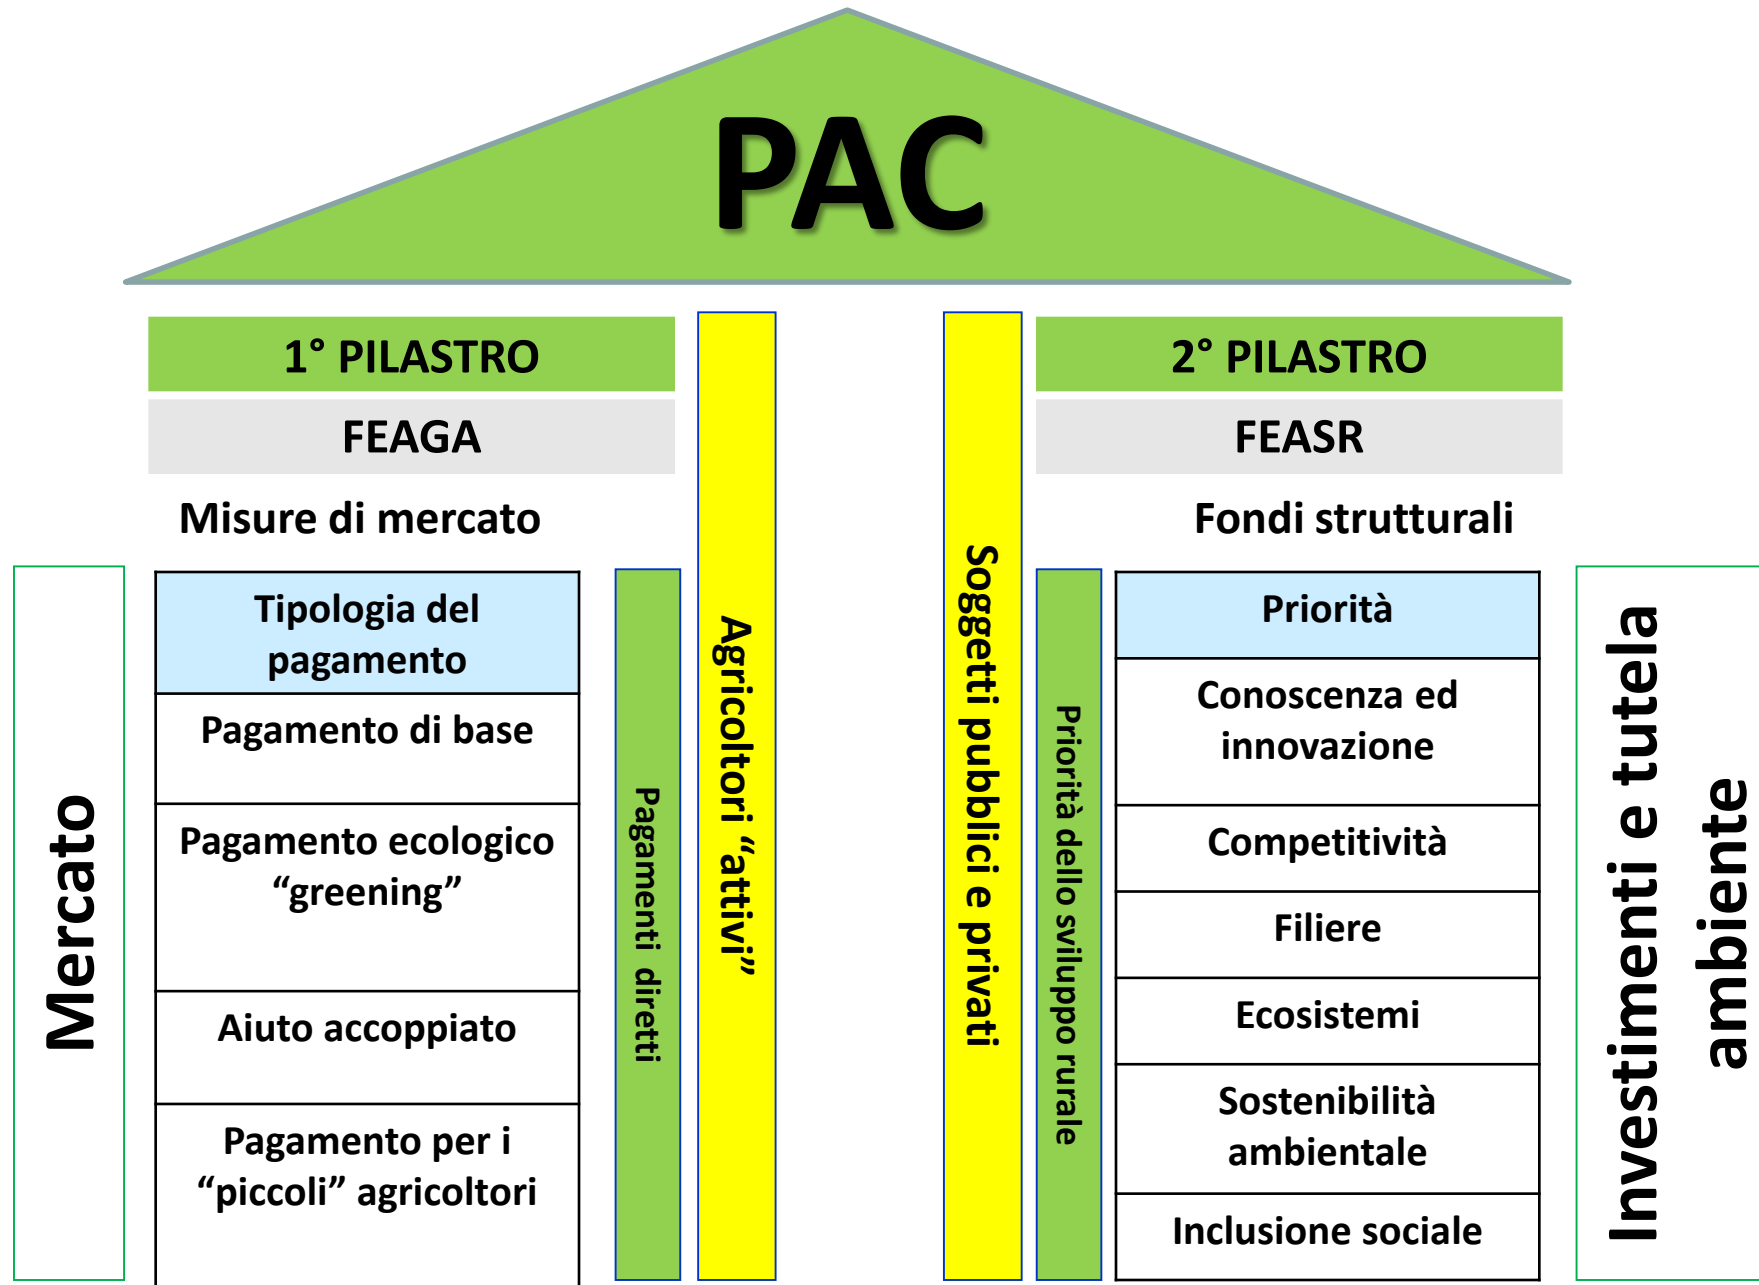 PAC
1° PILASTRO
FEAGA
Misure di mercato
Mercato
Tipologia del
pagamento
Pagamento di base
Pagamento ecologico
“greening”
Aiuto accoppiato
Pagamento per i
“piccoli” agricoltori
Pagamenti diretti
Agricoltori “attivi”
Soggetti pubblici e privati
2° PILASTRO
FEASR
Fondi strutturali
Priorità dello sviluppo rurale
Priorità
Conoscenza ed
innovazione
Competitività
Filiere
Ecosistemi
Sostenibilità
ambientale
Inclusione sociale
Investimenti e tutela
ambiente